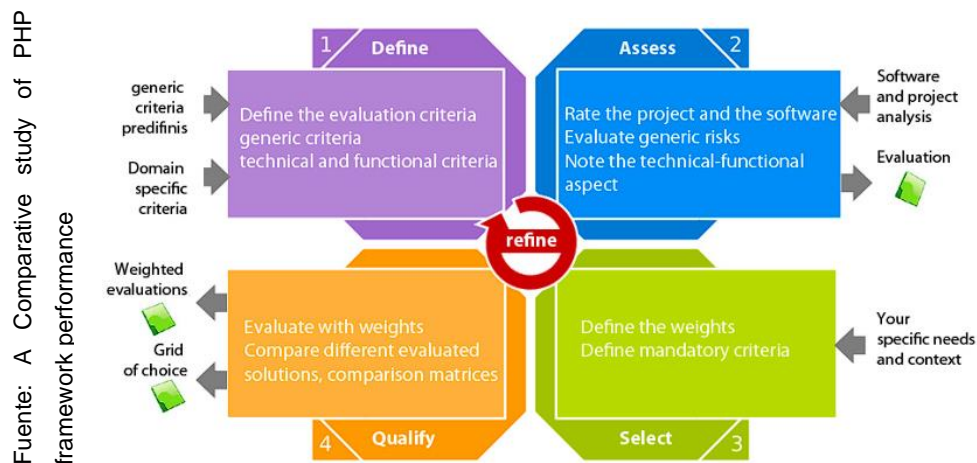 Fuente: A Comparative study of PHP
framework performance
1
Define
generic
criteria
predifinis
Domain
specific
criteria
Define the evaluation criteria
generic criteria
technical and functional criteria
Assess
2
Rate the project and the software
Evaluate generic risks
Note the technical-functional
aspect
Software
and project
analysis
Evaluation
refine
Weighted
evaluations
Grid
of choice
Evaluate with weights
Compare different evaluated
solutions, comparison matrices
4
Qualify
Define the weights
Define mandatory criteria
Your
specific needs
and context
Select
3